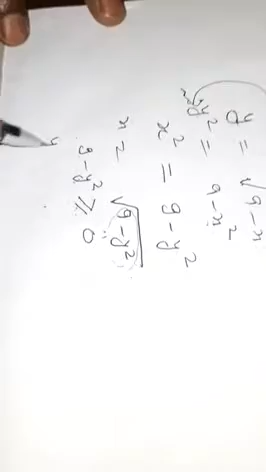 y = √9-x
y² = 9-x²
x² = 9-y²
x = √9-y²
9-y² ≥ 0
y